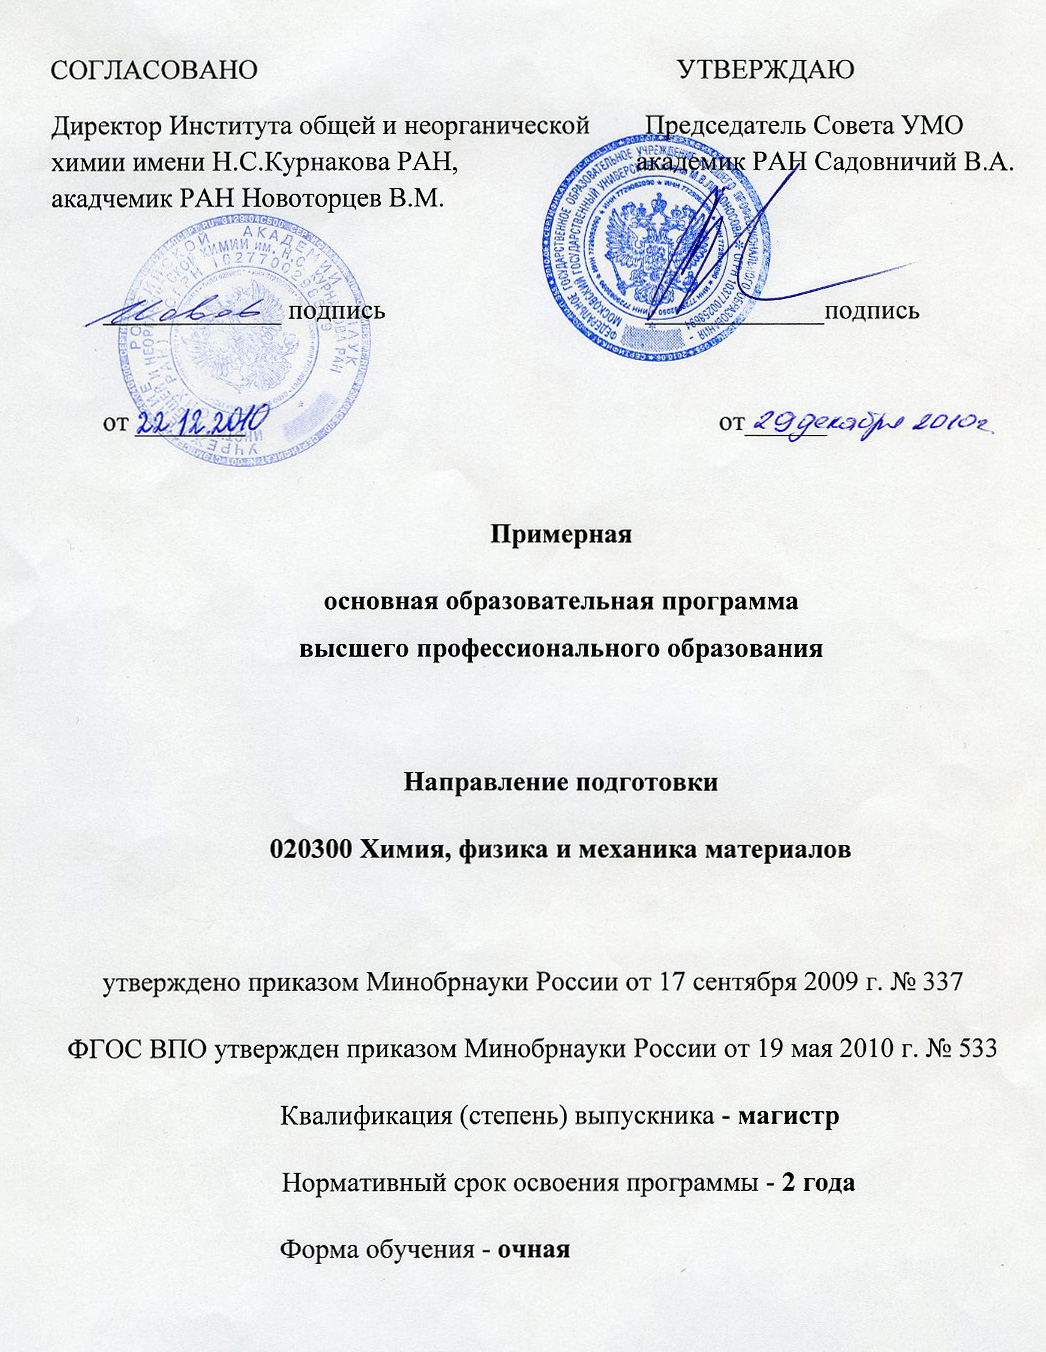 СОГЛАСОВАНО
Директор Института общей и неорганической
химии имени Н.С.Курнакова РАН,
акадчемик РАН Новоторцев В.М.
подпись
от 22.12.2010
УТВЕРЖДАЮ
Председатель Совета УМО
академик РАН Садовничий В.А.
подпись
от 29 декабря 2010г.
Примерная
основная образовательная программа
высшего профессионального образования
Направление подготовки
020300 Химия, физика и механика материалов
утверждено приказом Минобрнауки России от 17 сентября 2009 г. № 337
ФГОС ВПО утвержден приказом Минобрнауки России от 19 мая 2010 г. № 533
Квалификация (степень) выпускника - магистр
Нормативный срок освоения программы - 2 года
Форма обучения - очная